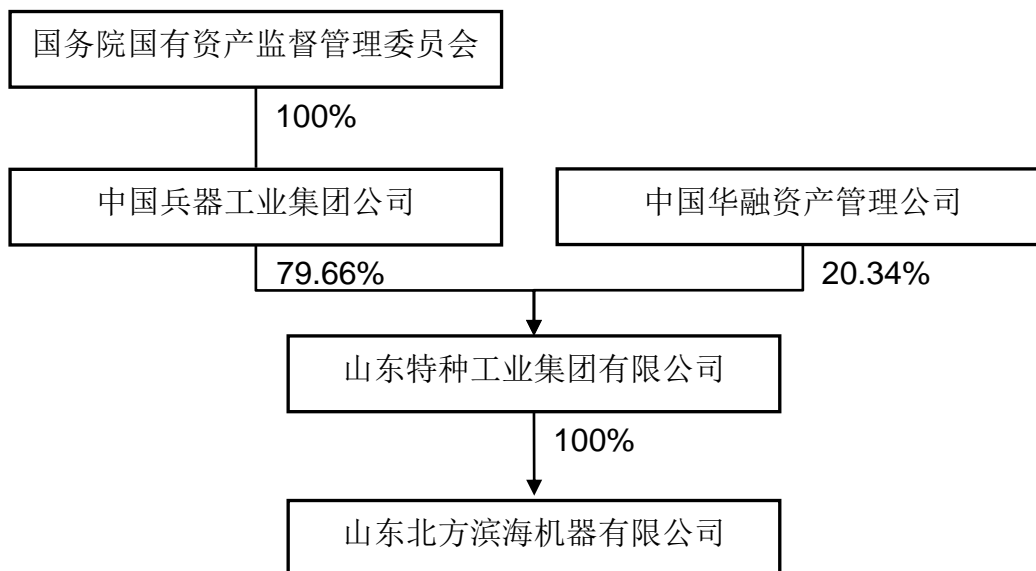 国务院国有资产监督管理委员会
100%
中国兵器工业集团公司
中国华融资产管理公司
79.66%
20.34%
山东特种工业集团有限公司
100%
山东北方滨海机器有限公司